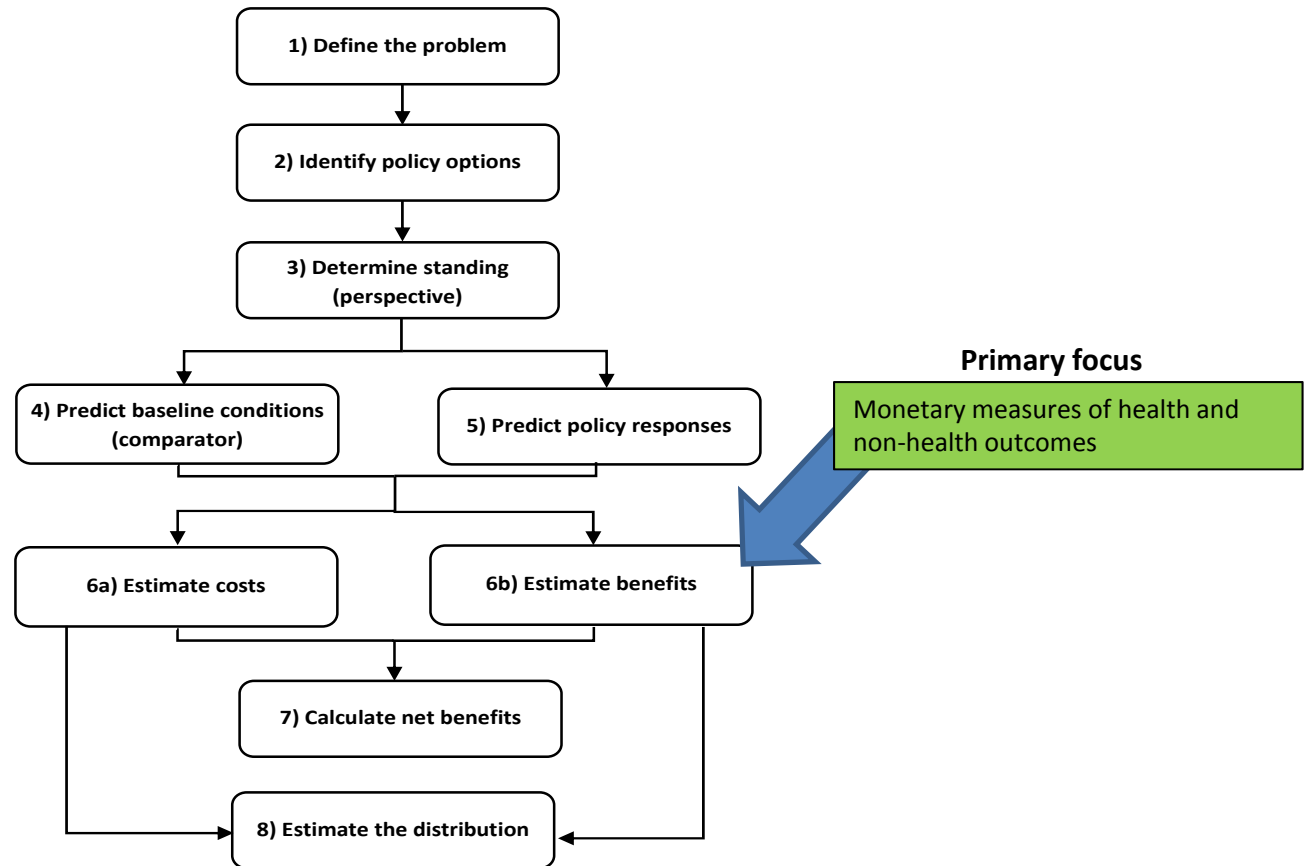 1) Define the problem
2) Identify policy options
3) Determine standing
(perspective)
Primary focus
Monetary measures of health and
non-health outcomes
4) Predict baseline conditions
(comparator)
5) Predict policy responses
6a) Estimate costs
6b) Estimate benefits
7) Calculate net benefits
8) Estimate the distribution